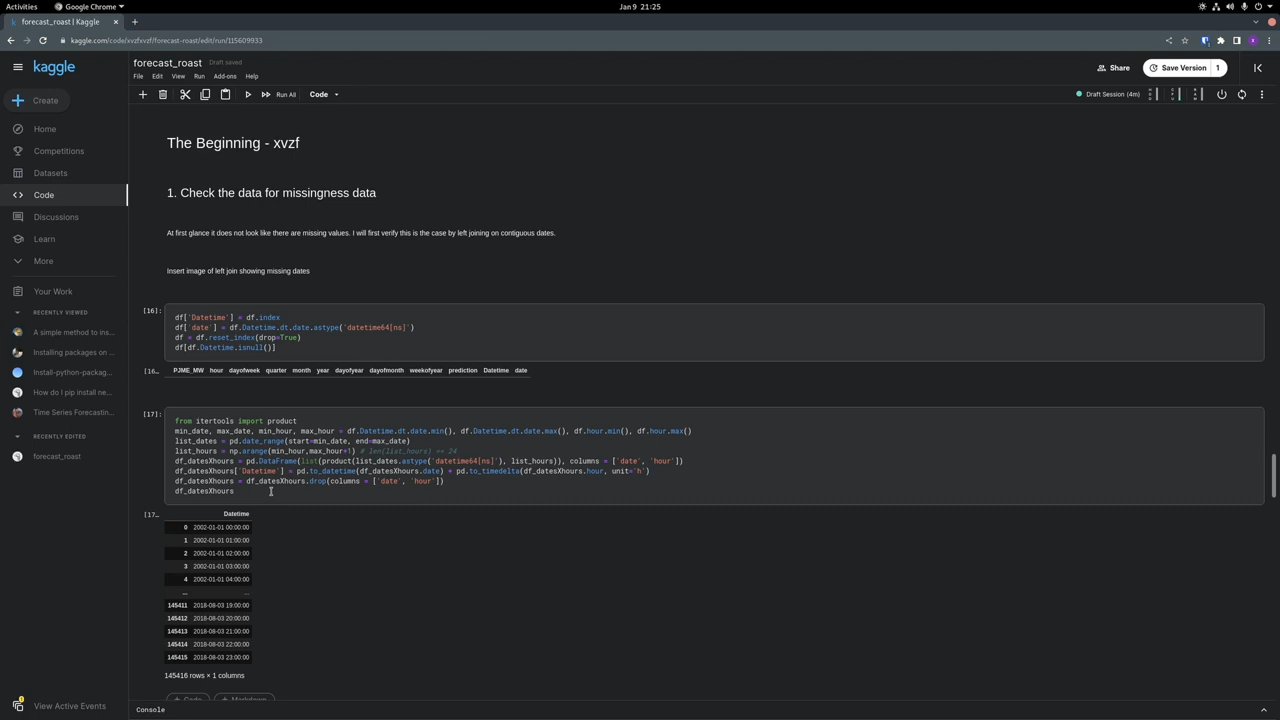 Activities
Google Chrome
Jan 9 21:25
forecast_roast | Kaggle
kaggle.com/code/xvzfxvzf/forecast-roast/edit/run/115609933
x
kaggle
forecast_roast Draft saved
File Edit View Run Add-ons Help
Share
Save Version 1
Run All
Code
Draft Session (4m)
Create
Home
Competitions
Datasets
Code
Discussions
Learn
More
Your Work
RECENTLY VIEWED
A simple method to ins...
Installing packages on ...
Install-python-packag...
How do I pip install ne...
Time Series Forecastin...
RECENTLY EDITED
forecast_roast
View Active Events
The Beginning - xvzf
1. Check the data for missingness data
At first glance it does not look like there are missing values. I will first verify this is the case by left joining on contiguous dates.
Insert image of left join showing missing dates
[16]:
df['Datetime'] = df.index
df['date'] = df.Datetime.dt.date.astype('datetime64[ns]')
df = df.reset_index(drop=True)
df[df.Datetime.isnull()]
[16...
PJME_MW hour dayofweek quarter month year dayofyear dayofmonth weekofyear prediction Datetime date
[17]:
from itertools import product
min_date, max_date, min_hour, max_hour = df.Datetime.dt.date.min(), df.Datetime.dt.date.max(), df.hour.min(), df.hour.max()
list_dates = pd.date_range(start=min_date, end=max_date)
list_hours = np.arange(min_hour,max_hour+1) # len(list_hours) == 24
df_datesXhours = pd.DataFrame(list(product(list_dates.astype('datetime64[ns]'), list_hours)), columns = ['date', 'hour'])
df_datesXhours['Datetime'] = pd.to_datetime(df_datesXhours.date) + pd.to_timedelta(df_datesXhours.hour, unit='h')
df_datesXhours = df_datesXhours.drop(columns = ['date', 'hour'])
df_datesXhours
[17...
Datetime
0 2002-01-01 00:00:00
1 2002-01-01 01:00:00
2 2002-01-01 02:00:00
3 2002-01-01 03:00:00
4 2002-01-01 04:00:00
... ...
145411 2018-08-03 19:00:00
145412 2018-08-03 20:00:00
145413 2018-08-03 21:00:00
145414 2018-08-03 22:00:00
145415 2018-08-03 23:00:00
145416 rows × 1 columns
+ Code + Markdown
Console